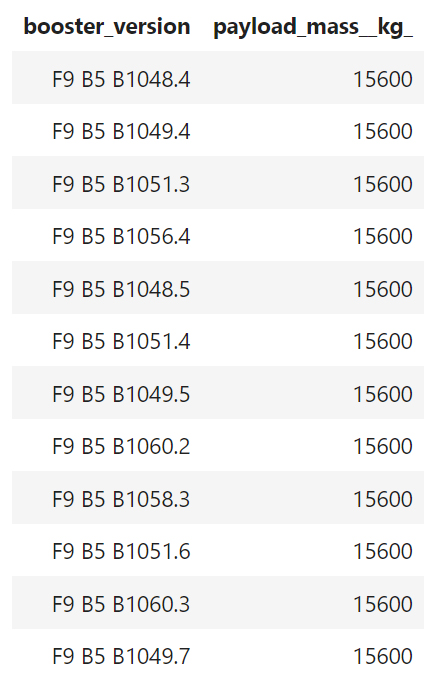 booster_version payload_mass__kg_
F9 B5 B1048.4 15600
F9 B5 B1049.4 15600
F9 B5 B1051.3 15600
F9 B5 B1056.4 15600
F9 B5 B1048.5 15600
F9 B5 B1051.4 15600
F9 B5 B1049.5 15600
F9 B5 B1060.2 15600
F9 B5 B1058.3 15600
F9 B5 B1051.6 15600
F9 B5 B1060.3 15600
F9 B5 B1049.7 15600